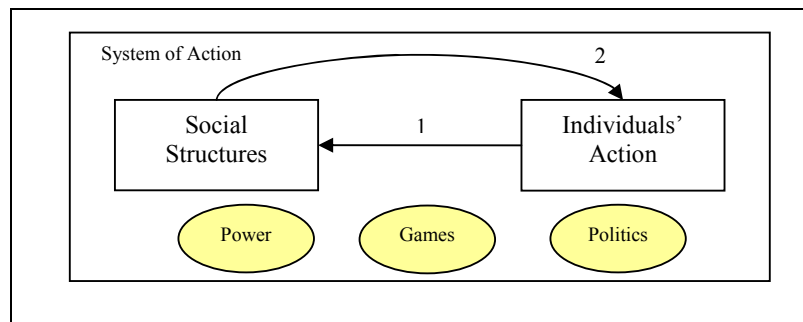 System of Action
2
Social
Structures
1
Individuals’
Action
Power
Games
Politics